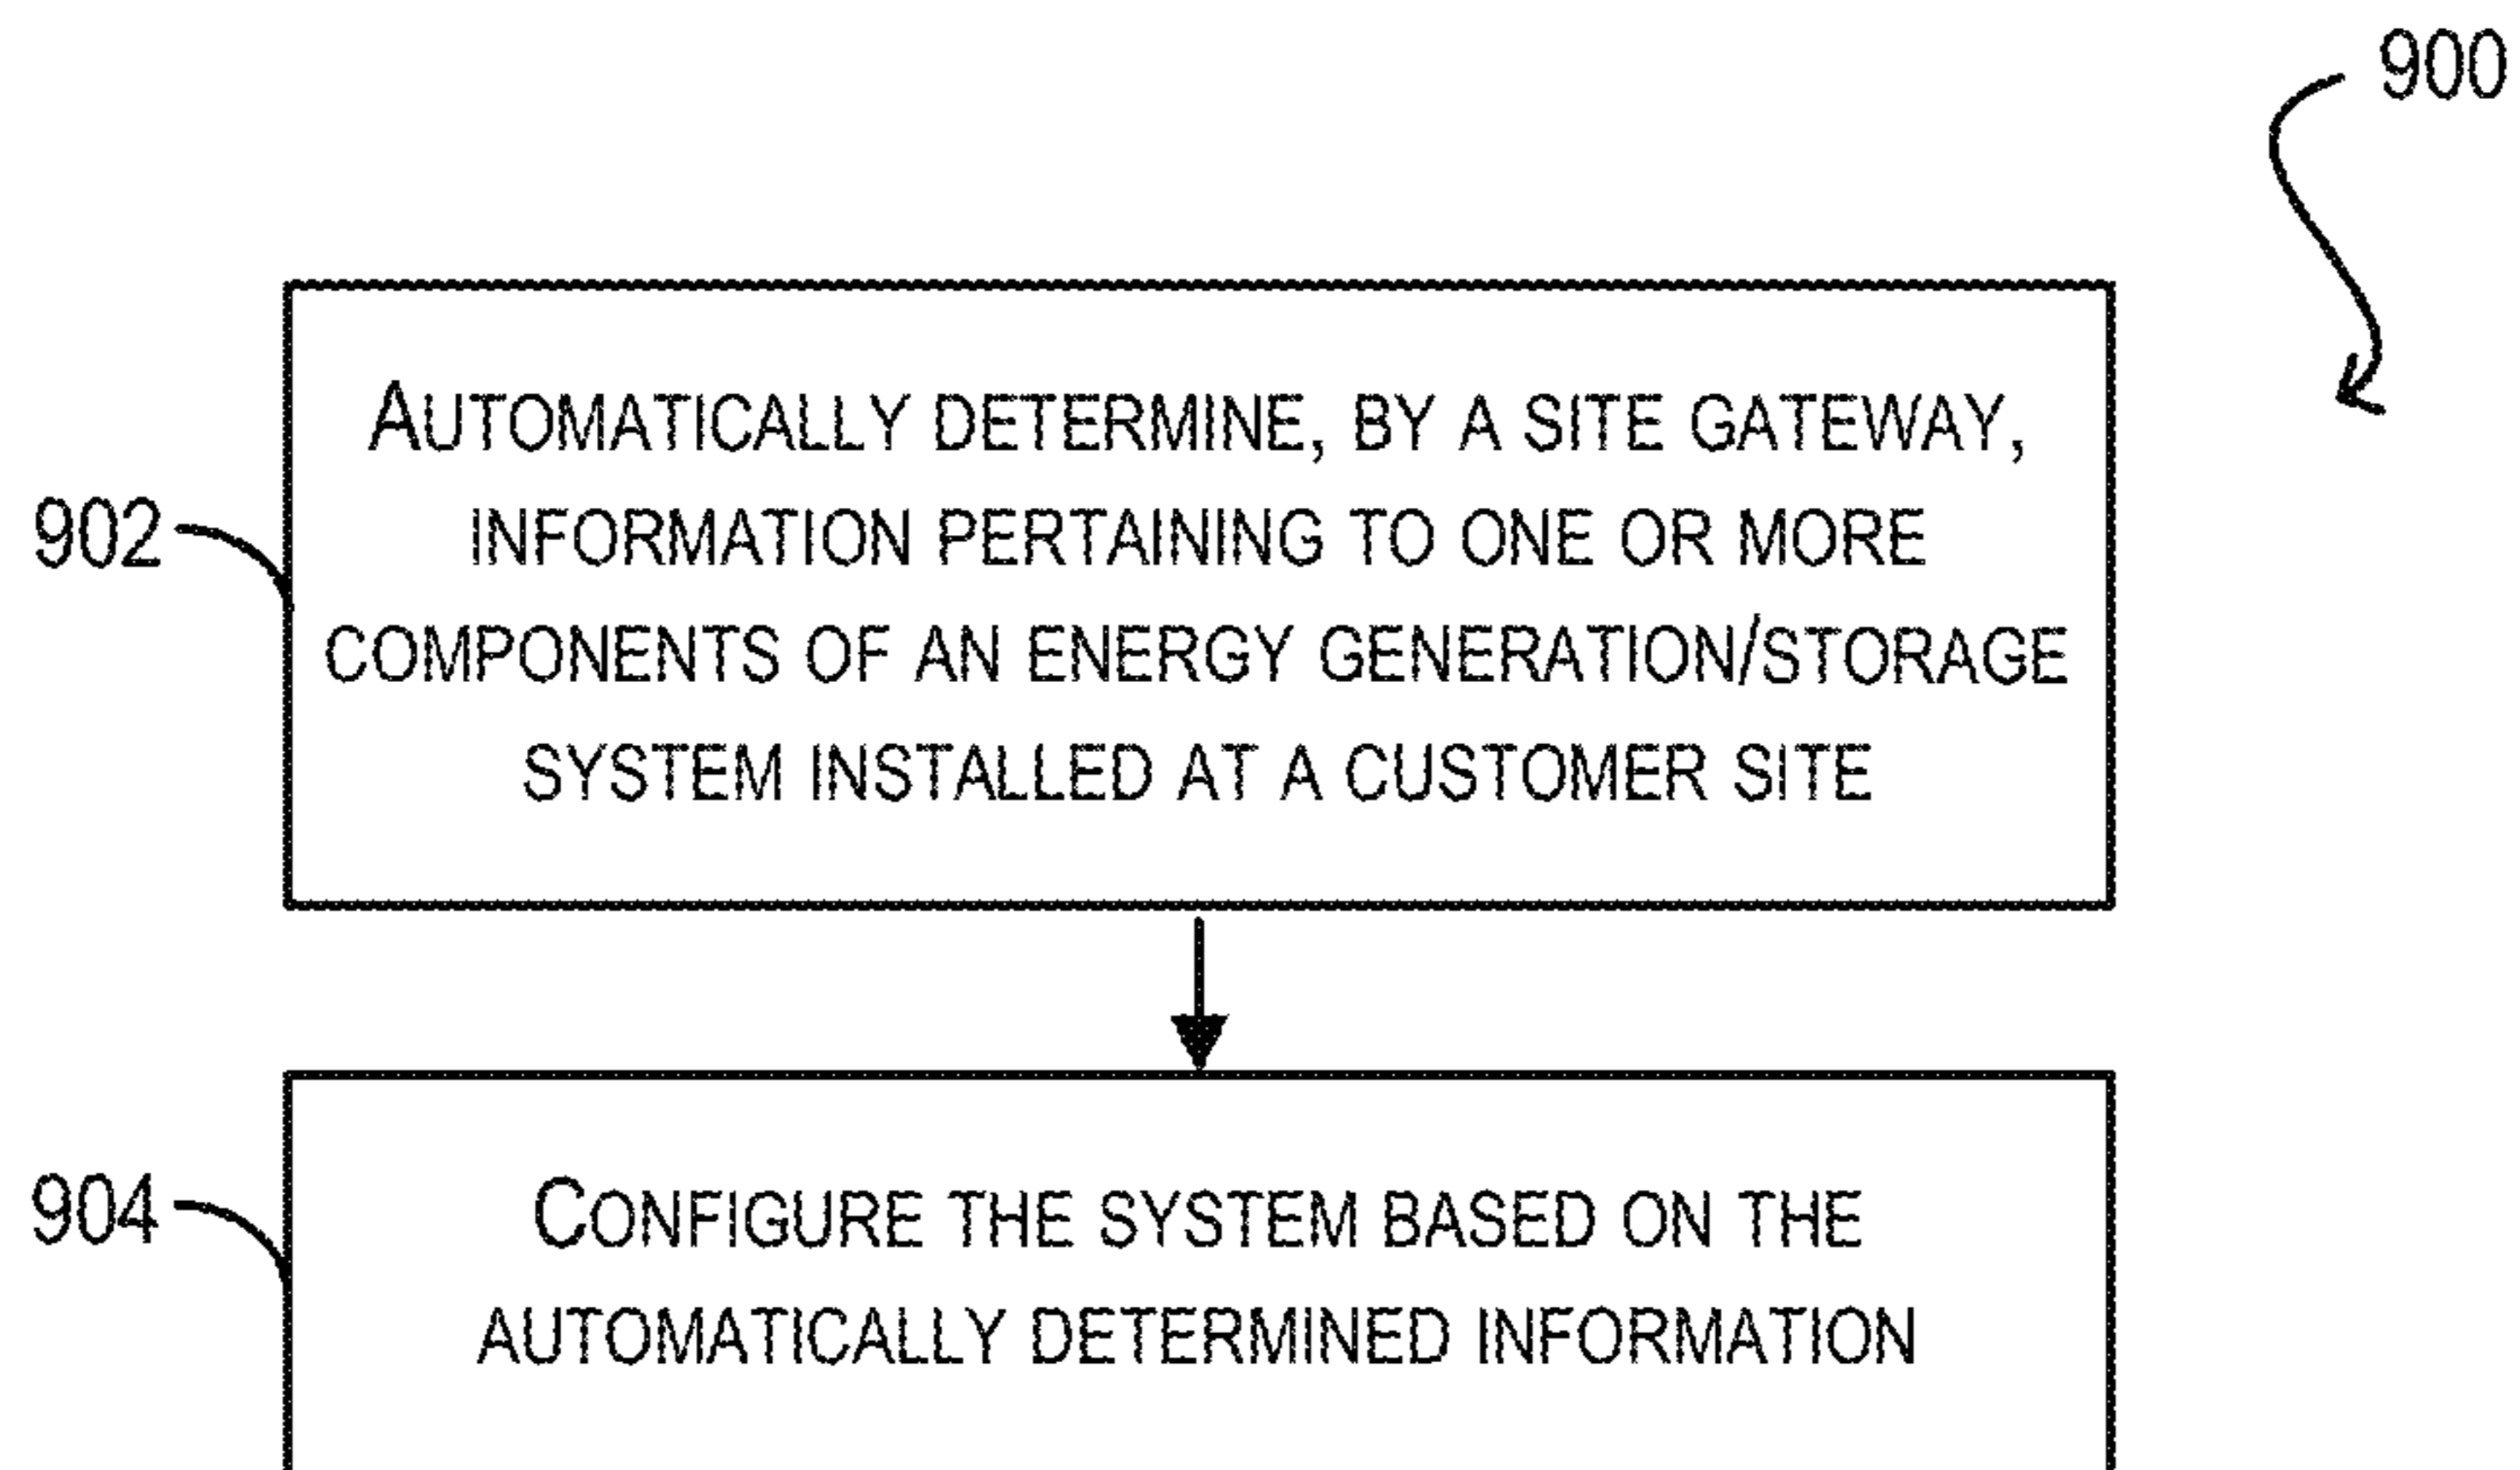 900
902
AUTOMATICALLY DETERMINE, BY A SITE GATEWAY,
INFORMATION PERTAINING TO ONE OR MORE
COMPONENTS OF AN ENERGY GENERATION/STORAGE
SYSTEM INSTALLED AT A CUSTOMER SITE
904
CONFIGURE THE SYSTEM BASED ON THE
AUTOMATICALLY DETERMINED INFORMATION